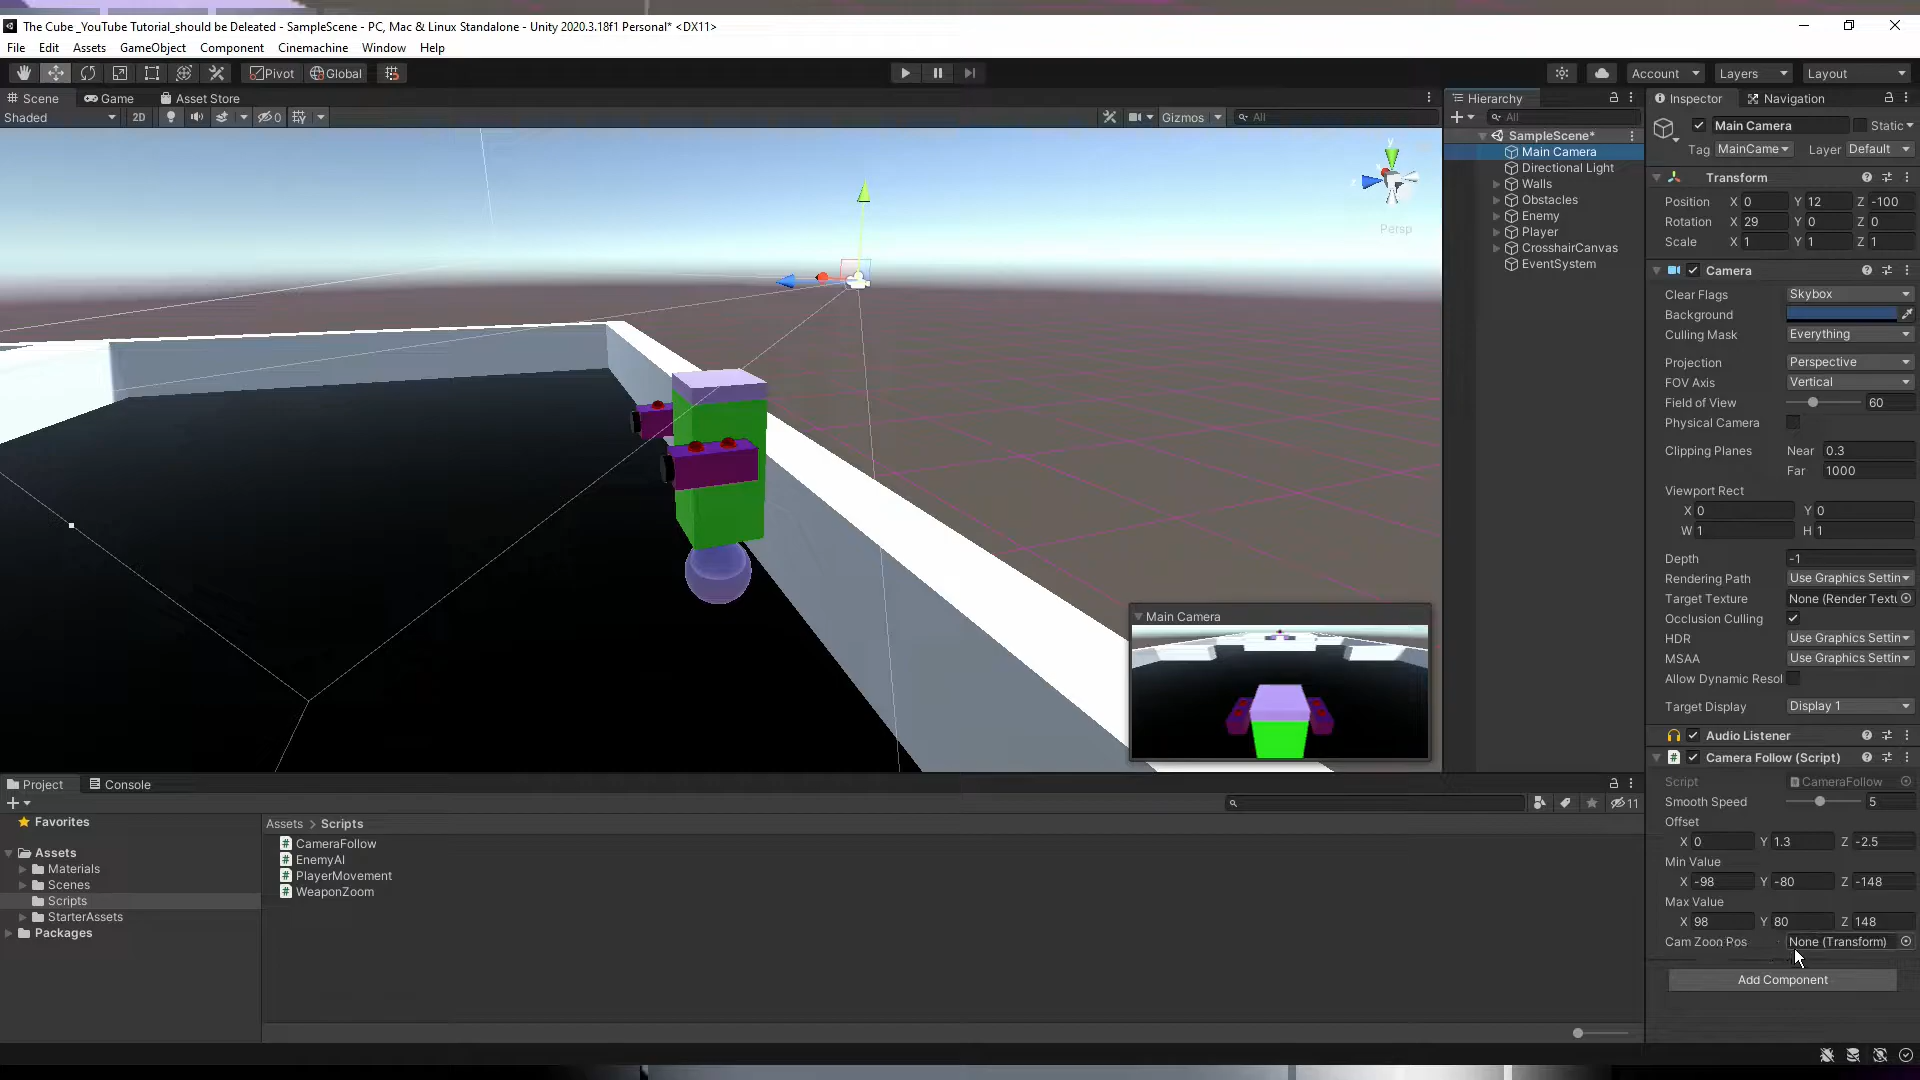 The Cube _YouTube Tutorial_should be Deleated - SampleScene - PC, Mac & Linux Standalone - Unity 2020.3.18f1 Personal* <DX11>
File Edit Assets GameObject Component Cinemachine Window Help
Pivot Global Account Layers Layout
Scene Game Asset Store
Shaded 2D 0 Gizmos All
y
x
z
Persp
Main Camera
Hierarchy
All
SampleScene*
Main Camera
Directional Light
Walls
Obstacles
Enemy
Player
CrosshairCanvas
EventSystem
Inspector Navigation
Main Camera Static
Tag MainCame Layer Default
Transform
Position X 0 Y 12 Z -100
Rotation X 29 Y 0 Z 0
Scale X 1 Y 1 Z 1
Camera
Clear Flags Skybox
Background
Culling Mask Everything
Projection Perspective
FOV Axis Vertical
Field of View 60
Physical Camera
Clipping Planes Near 0.3
Far 1000
Viewport Rect
X 0 Y 0
W 1 H 1
Depth -1
Rendering Path Use Graphics Settin
Target Texture None (Render Textu
Occlusion Culling
HDR Use Graphics Settin
MSAA Use Graphics Settin
Allow Dynamic Resol
Target Display Display 1
Audio Listener
Camera Follow (Script)
Script CameraFollow
Smooth Speed 5
Offset
X 0 Y 1.3 Z -2.5
Min Value
X -98 Y -80 Z -148
Max Value
X 98 Y 80 Z 148
Cam Zoon Pos None (Transform)
Add Component
Project Console
11
Favorites
Assets
Materials
Scenes
Scripts
StarterAssets
Packages
Assets > Scripts
CameraFollow
EnemyAI
PlayerMovement
WeaponZoom